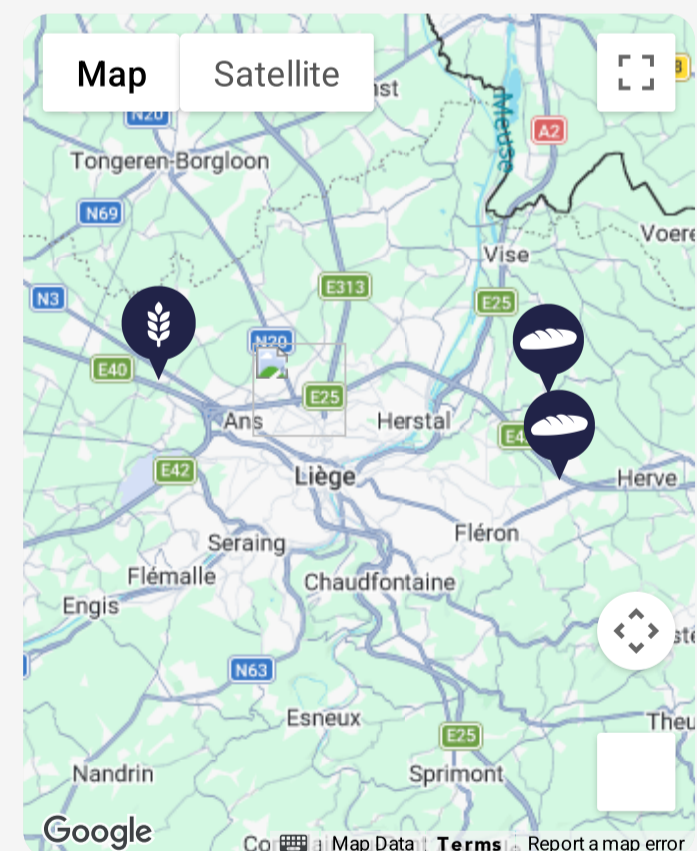 Map
Satellite
N20
A2
Meuse
Tongeren-Borgloon
N69
Voere
Vise
E313
N3
E25
N20
E40
E25
Ans
Herstal
E42
Liège
Herve
Fléron
Seraing
Flémalle
Chaudfontaine
Engis
N63
Esneux
E25
Theu
Nandrin
Sprimont
Google
Map Data
Terms
Report a map error